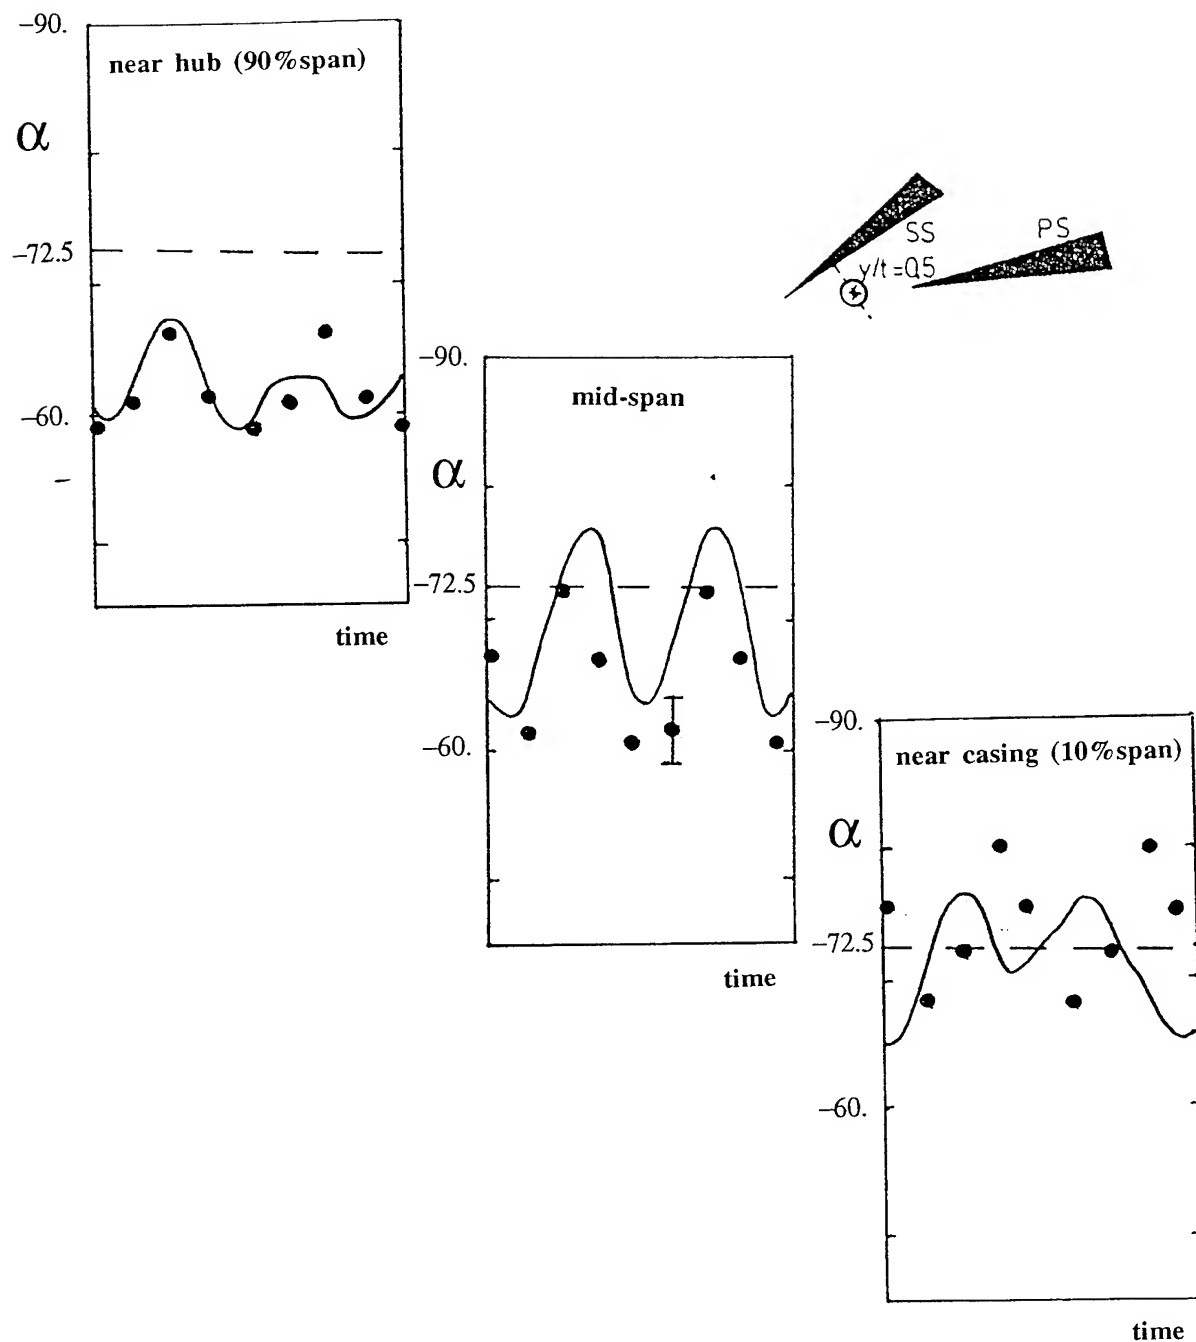 -90.
near hub (90%span)
α
-72.5
-60.
–
time
SS
PS
y/t=0.5
-90.
mid-span
α
-72.5
-60.
time
-90.
near casing (10%span)
α
-72.5
-60.
time